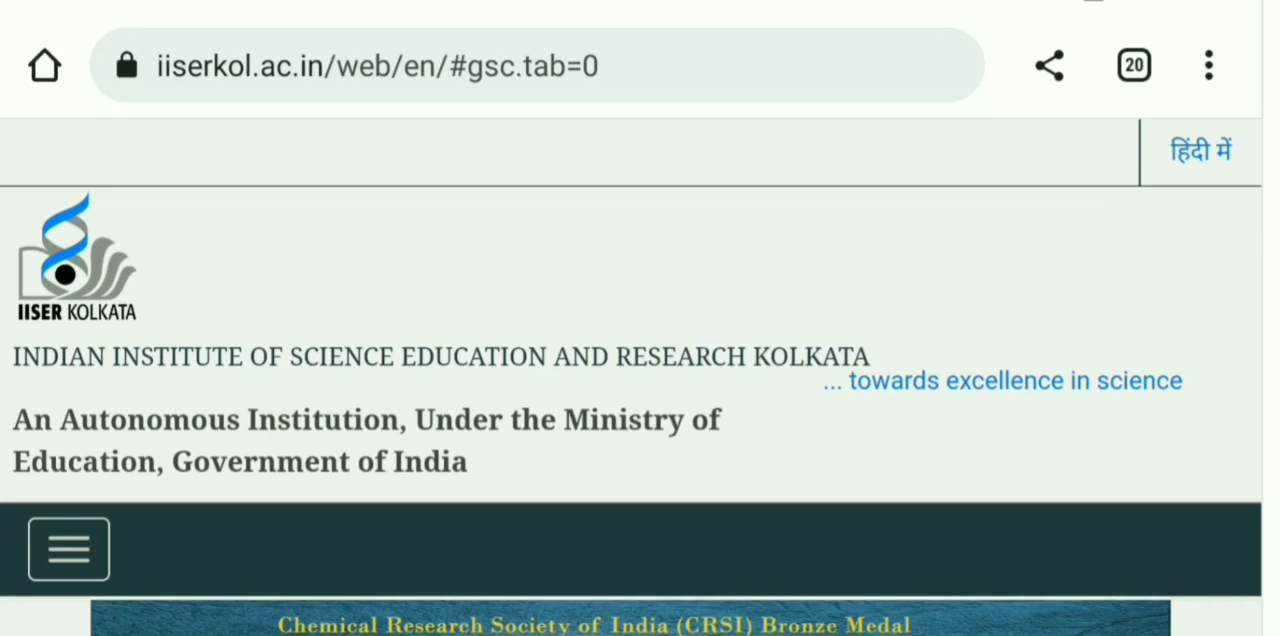 iiserkol.ac.in/web/en/#gsc.tab=0
20
हिंदी में
IISER KOLKATA
INDIAN INSTITUTE OF SCIENCE EDUCATION AND RESEARCH KOLKATA
... towards excellence in science
An Autonomous Institution, Under the Ministry of
Education, Government of India
Chemical Research Society of India (CRSI) Bronze Medal